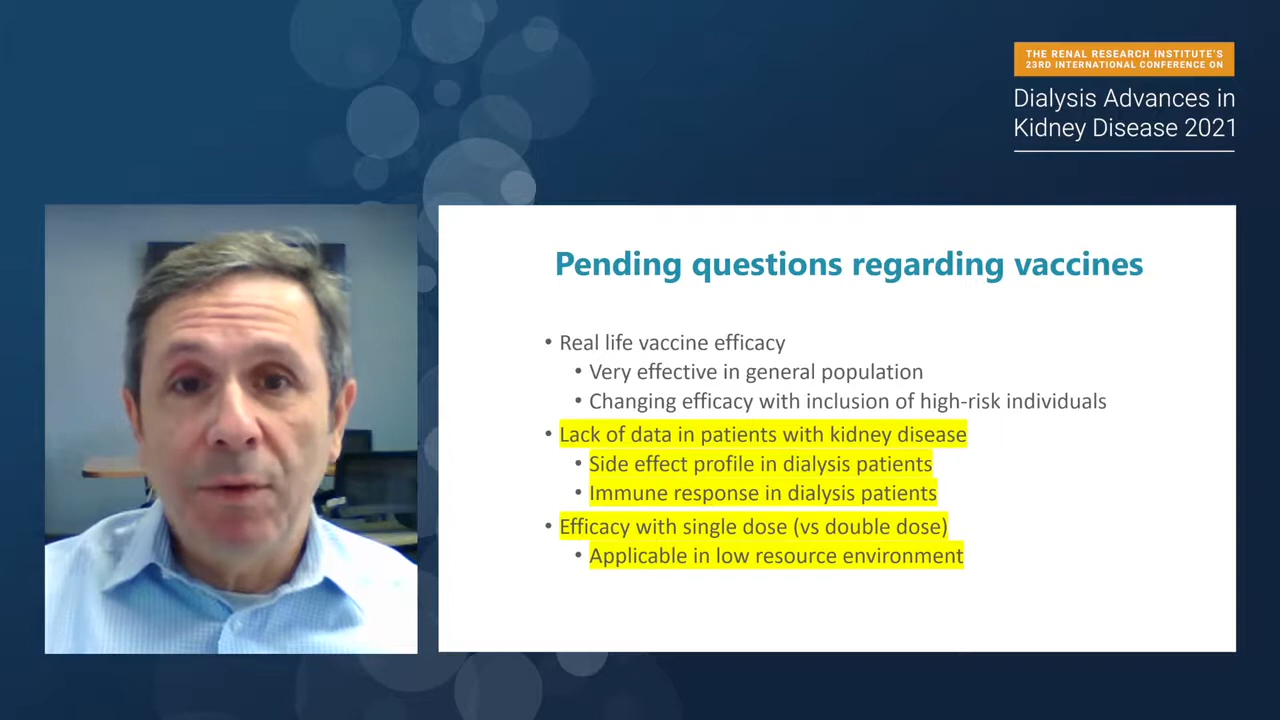 THE RENAL RESEARCH INSTITUTE'S
23RD INTERNATIONAL CONFERENCE ON
Dialysis Advances in
Kidney Disease 2021
Pending questions regarding vaccines
• Real life vaccine efficacy
• Very effective in general population
• Changing efficacy with inclusion of high-risk individuals
• Lack of data in patients with kidney disease
• Side effect profile in dialysis patients
• Immune response in dialysis patients
• Efficacy with single dose (vs double dose)
• Applicable in low resource environment